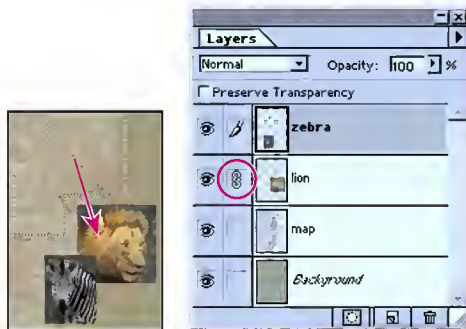 Layers
Normal Opacity: 100 %
Preserve Transparency
zebra
lion
map
Background